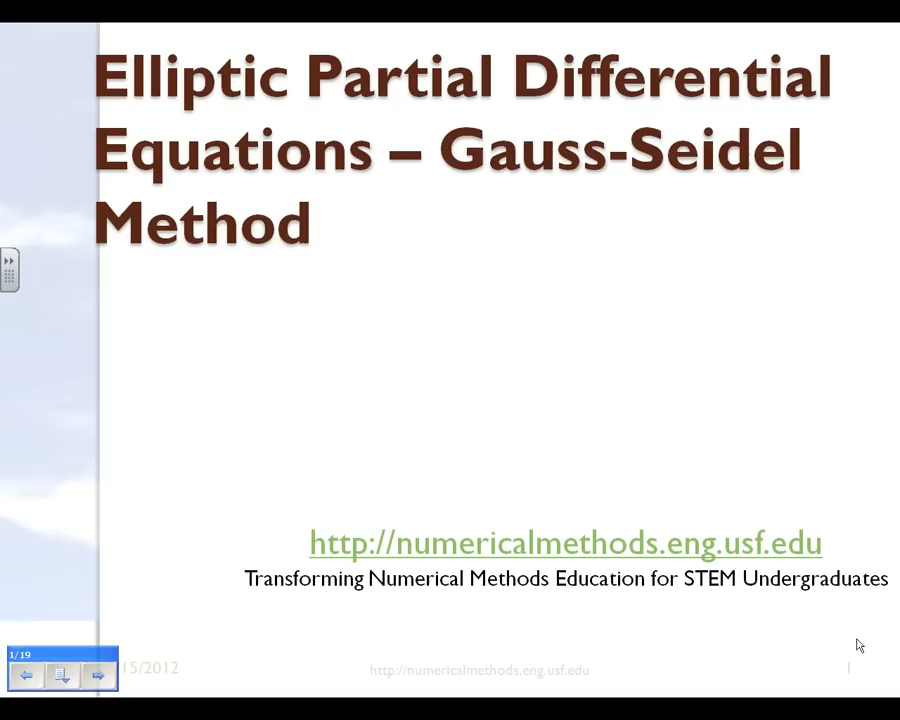 Elliptic Partial Differential
Equations – Gauss-Seidel
Method
http://numericalmethods.eng.usf.edu
Transforming Numerical Methods Education for STEM Undergraduates
1/19
15/2012
http://numericalmethods.eng.usf.edu
1